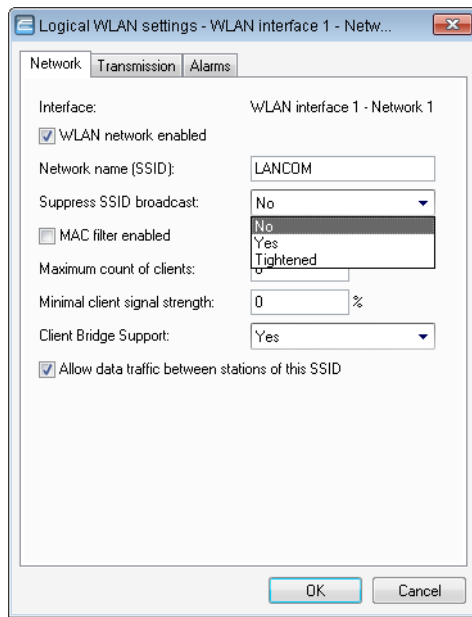 Logical WLAN settings - WLAN interface 1 - Netw...
Network Transmission Alarms
Interface: WLAN interface 1 - Network 1
WLAN network enabled
Network name (SSID): LANCOM
Suppress SSID broadcast: No
No
MAC filter enabled
Yes
Tightened
Maximum count of clients:
Minimal client signal strength: 0 %
Client Bridge Support: Yes
Allow data traffic between stations of this SSID
OK Cancel